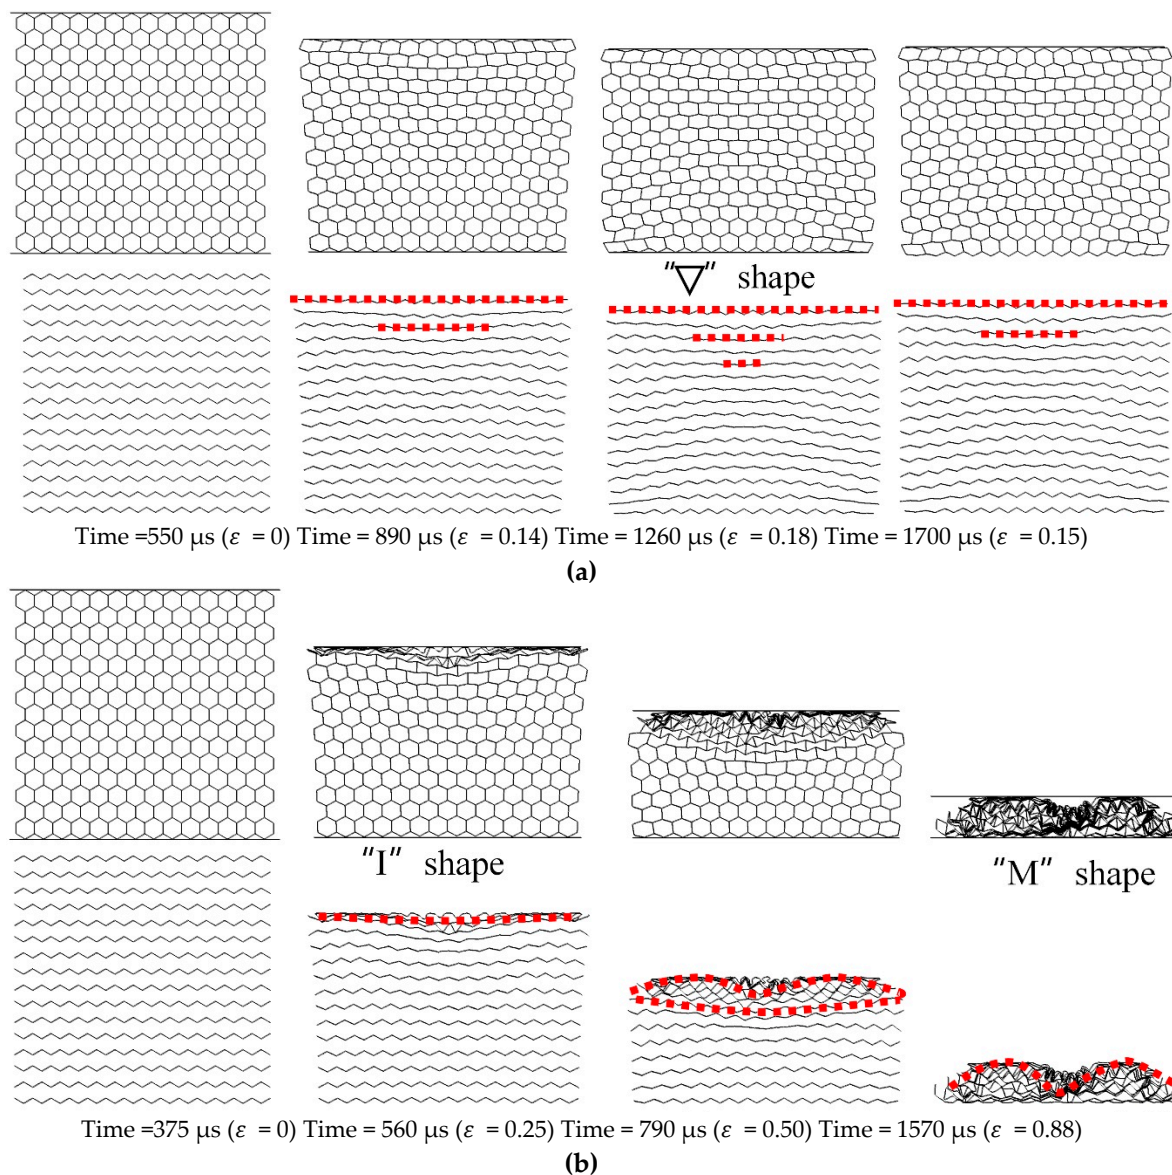 "▽" shape
Time =550 µs (ε = 0) Time = 890 µs (ε = 0.14) Time = 1260 µs (ε = 0.18) Time = 1700 µs (ε = 0.15)
(a)
"I" shape
"M" shape
Time =375 µs (ε = 0) Time = 560 µs (ε = 0.25) Time = 790 µs (ε = 0.50) Time = 1570 µs (ε = 0.88)
(b)